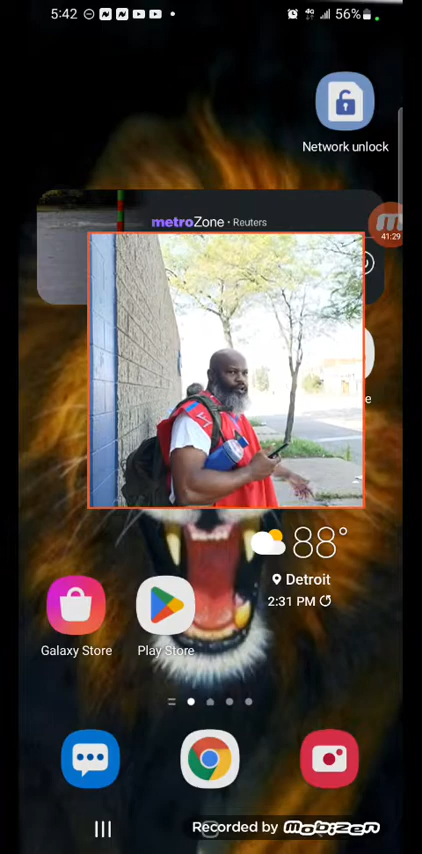 5:42
4G
56%
Network unlock
metroZone · Reuters
41:29
e
88°
Detroit
2:31 PM
Galaxy Store
Play Store
Recorded by MOBIZEN